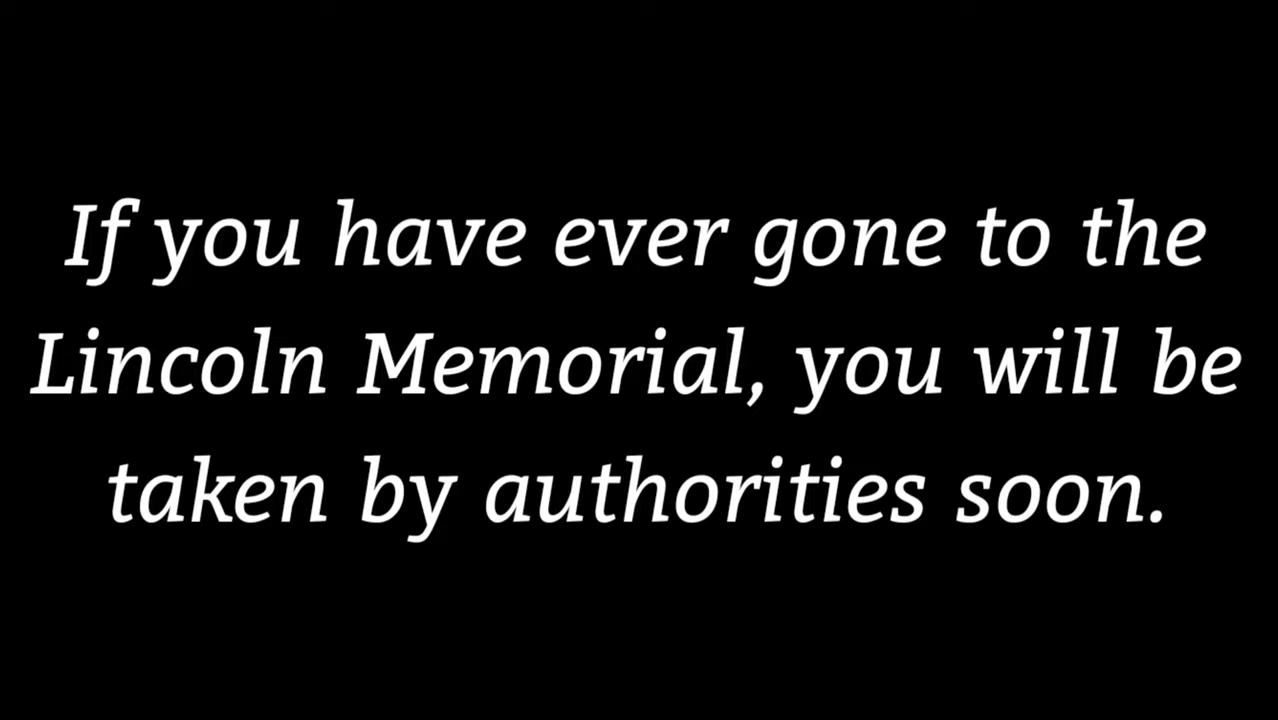 If you have ever gone to the
Lincoln Memorial, you will be
taken by authorities soon.